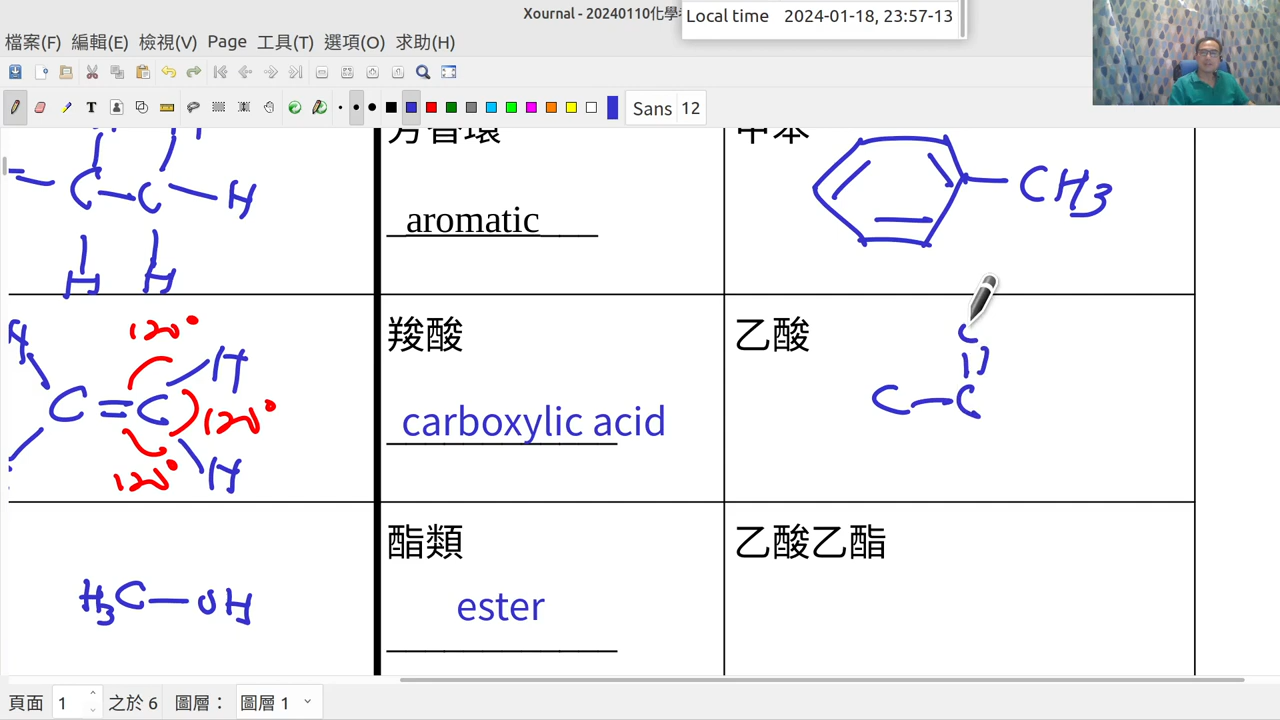 Xournal - 20240110化學
Local time 2024-01-18, 23:57-13
檔案(F) 編輯(E) 檢視(V) Page 工具(T) 選項(O) 求助(H)
T
Sans 12
芳香環
甲苯
C C H
H H
aromatic
CH3
H
120°
H
C=C
120°
120°
H
羧酸
carboxylic acid
乙酸
C-C
H3C-OH
酯類
ester
乙酸乙酯
頁面 1 之於 6 圖層： 圖層 1